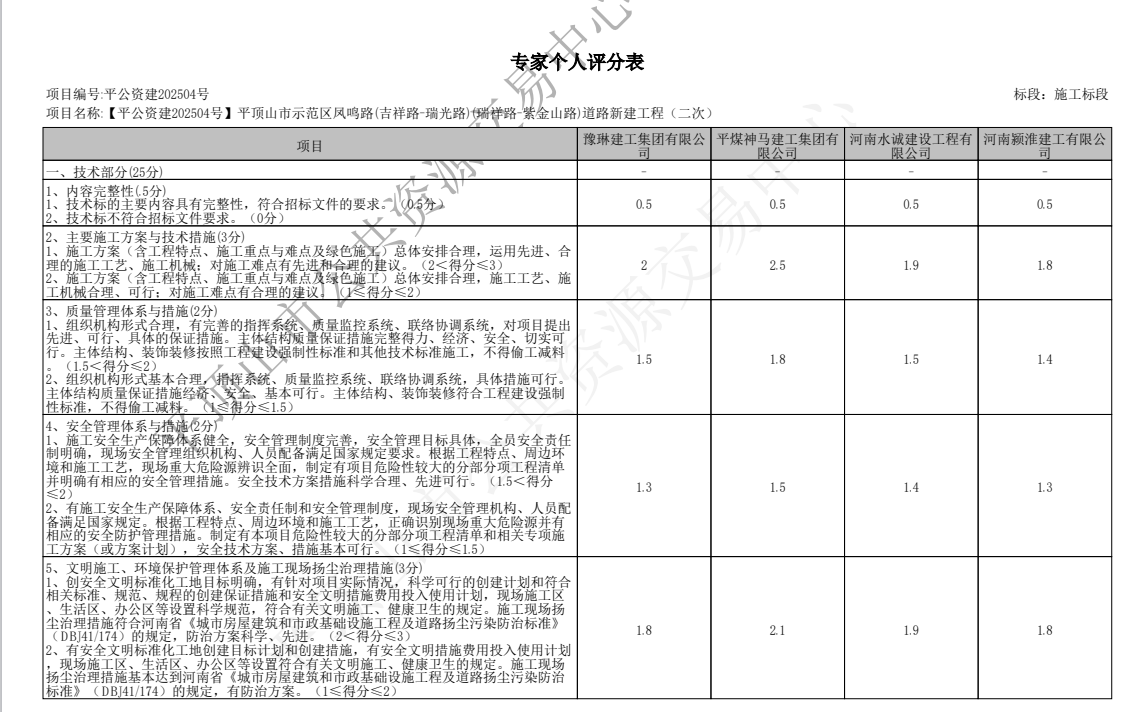 专家个人评分表
项目编号:平公资建202504号
标段：施工标段
项目名称:【平公资建202504号】平顶山市示范区凤鸣路(吉祥路-瑞光路)(瑞祥路-紫金山路)道路新建工程（二次）
项目
豫琳建工集团有限公
司
平煤神马建工集团有
限公司
河南水诚建设工程有
限公司
河南颍淮建工有限公
司
一、技术部分(25分)
-
-
-
-
1、内容完整性(.5分)
1、技术标的主要内容具有完整性，符合招标文件的要求。（0.5分）
2、技术标不符合招标文件要求。（0分）
0.5
0.5
0.5
0.5
2、主要施工方案与技术措施(3分)
1、施工方案（含工程特点、施工重点与难点及绿色施工）总体安排合理，运用先进、合
理的施工工艺、施工机械；对施工难点有先进和合理的建议。（2＜得分≤3）
2、施工方案（含工程特点、施工重点与难点及绿色施工）总体安排合理，施工工艺、施
工机械合理、可行；对施工难点有合理的建议。（1≤得分≤2）
2
2.5
1.9
1.8
3、质量管理体系与措施(2分)
1、组织机构形式合理，有完善的指挥系统、质量监控系统、联络协调系统，对项目提出
先进、可行、具体的保证措施。主体结构质量保证措施完整得力、经济、安全、切实可
行。主体结构、装饰装修按照工程建设强制性标准和其他技术标准施工，不得偷工减料
。（1.5＜得分≤2）
2、组织机构形式基本合理，指挥系统、质量监控系统、联络协调系统，具体措施可行。
主体结构质量保证措施经济、安全、基本可行。主体结构、装饰装修符合工程建设强制
性标准，不得偷工减料。（1≤得分≤1.5）
1.5
1.8
1.5
1.4
4、安全管理体系与措施(2分)
1、施工安全生产保障体系健全，安全管理制度完善，安全管理目标具体，全员安全责任
制明确，现场安全管理组织机构、人员配备满足国家规定要求。根据工程特点、周边环
境和施工工艺，现场重大危险源辨识全面，制定有项目危险性较大的分部分项工程清单
并明确有相应的安全管理措施。安全技术方案措施科学合理、先进可行。（1.5＜得分
≤2）
2、有施工安全生产保障体系、安全责任制和安全管理制度，现场安全管理机构、人员配
备满足国家规定。根据工程特点、周边环境和施工工艺，正确识别现场重大危险源并有
相应的安全防护管理措施。制定有本项目危险性较大的分部分项工程清单和相关专项施
工方案（或方案计划），安全技术方案、措施基本可行。（1≤得分≤1.5）
1.3
1.5
1.4
1.3
5、文明施工、环境保护管理体系及施工现场扬尘治理措施(3分)
1、创安全文明标准化工地目标明确，有针对项目实际情况，科学可行的创建计划和符合
相关标准、规范、规程的创建保证措施和安全文明措施费用投入使用计划，现场施工区
、生活区、办公区等设置科学规范，符合有关文明施工、健康卫生的规定。施工现场扬
尘治理措施符合河南省《城市房屋建筑和市政基础设施工程及道路扬尘污染防治标准》
（DBJ41/174）的规定，防治方案科学、先进。（2＜得分≤3）
2、有安全文明标准化工地创建目标计划和创建措施，有安全文明措施费用投入使用计划
，现场施工区、生活区、办公区等设置符合有关文明施工、健康卫生的规定。施工现场
扬尘治理措施基本达到河南省《城市房屋建筑和市政基础设施工程及道路扬尘污染防治
标准》（DBJ41/174）的规定，有防治方案。（1≤得分≤2）
1.8
2.1
1.9
1.8
平顶山市公共资源交易中心